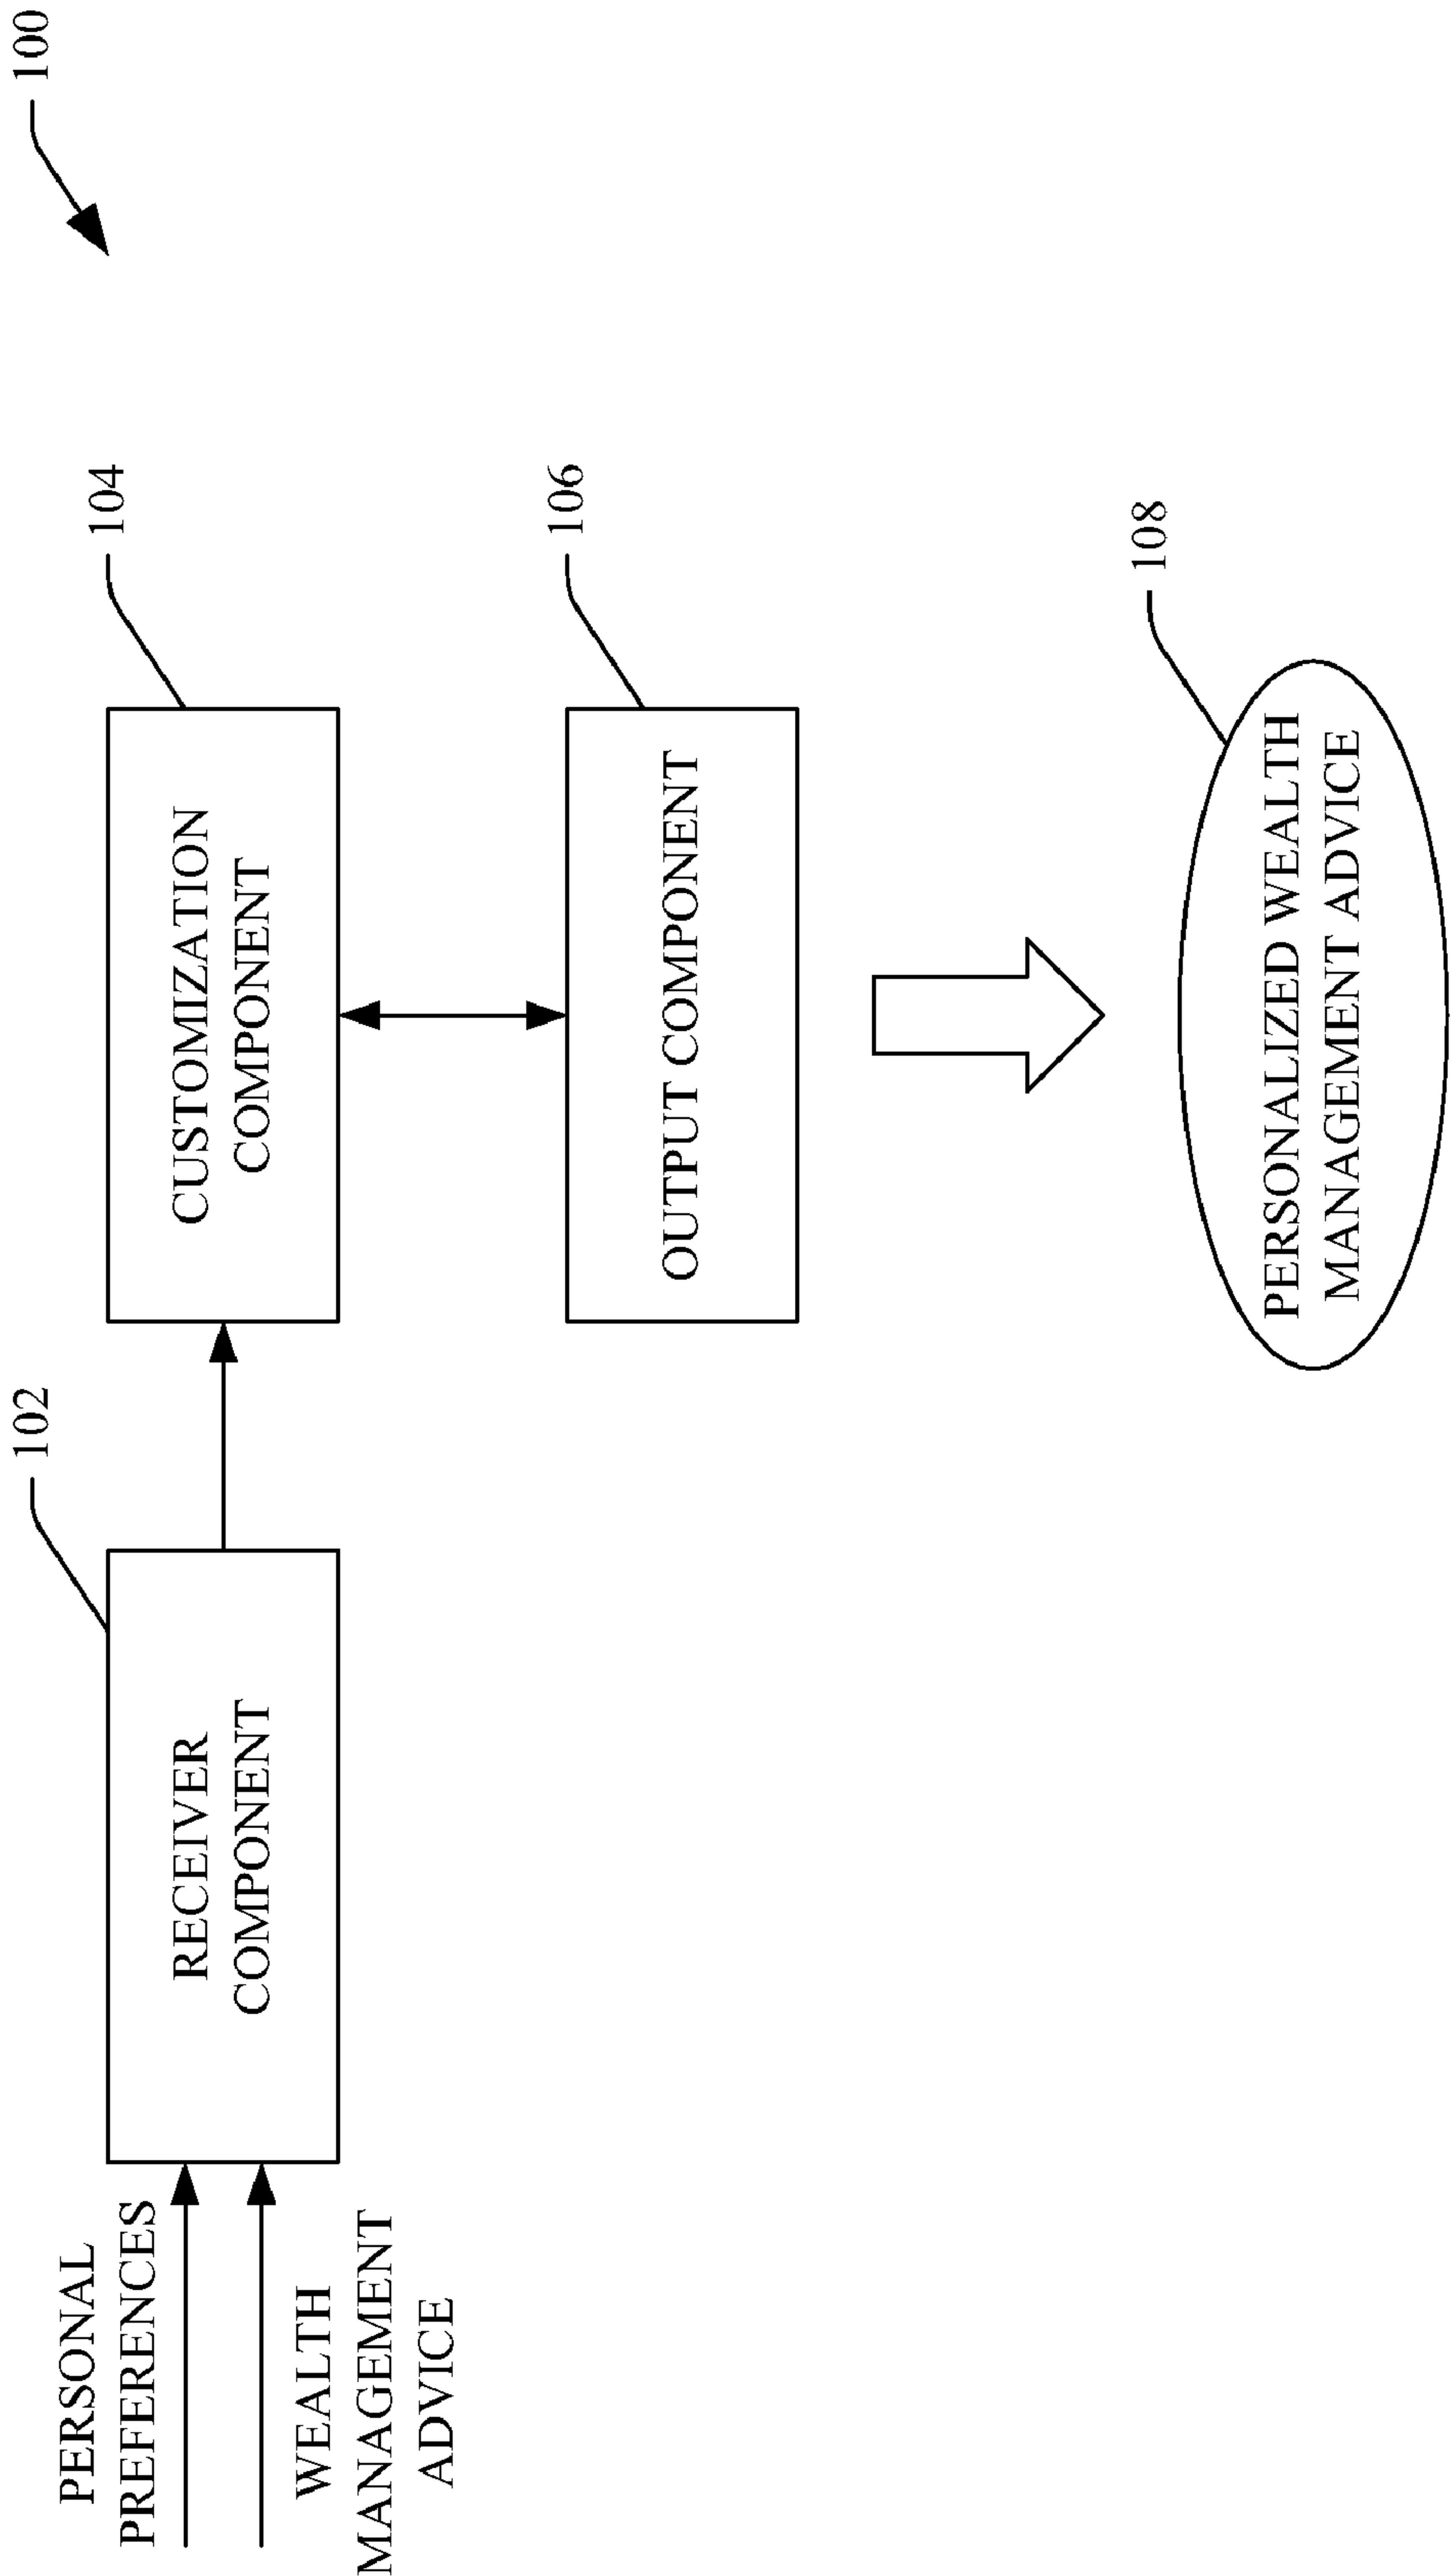 100
102
104
PERSONAL
PREFERENCES
RECEIVER
COMPONENT
CUSTOMIZATION
COMPONENT
WEALTH
MANAGEMENT
ADVICE
106
OUTPUT COMPONENT
108
PERSONALIZED WEALTH
MANAGEMENT ADVICE